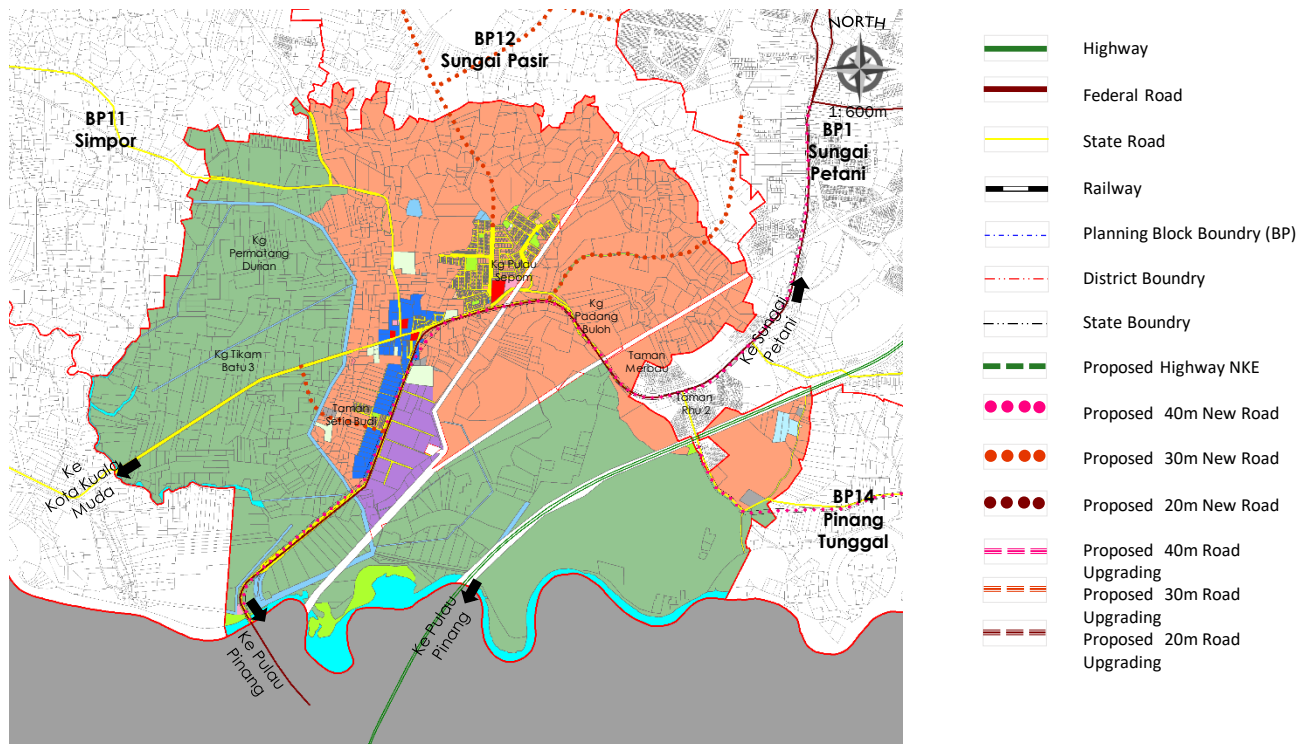 NORTH
1: 600m
BP12
Sungai Pasir
BP11
Simpor
BP1
Sungai
Petani
Kg
Permatang
Durian
Kg Pulau
Sepom
Kg
Padang
Buloh
Ke Sungai
Petani
Kg Tikam
Batu 3
Taman
Merbau
Taman
Rhu 2
Taman
Setia Budi
Ke
Kota Kuala
Muda
BP14
Pinang
Tunggal
Ke Pulau
Pinang
Ke Pulau
Pinang
Highway
Federal Road
State Road
Railway
Planning Block Boundry (BP)
District Boundry
State Boundry
Proposed Highway NKE
Proposed 40m New Road
Proposed 30m New Road
Proposed 20m New Road
Proposed 40m Road
Upgrading
Proposed 30m Road
Upgrading
Proposed 20m Road
Upgrading